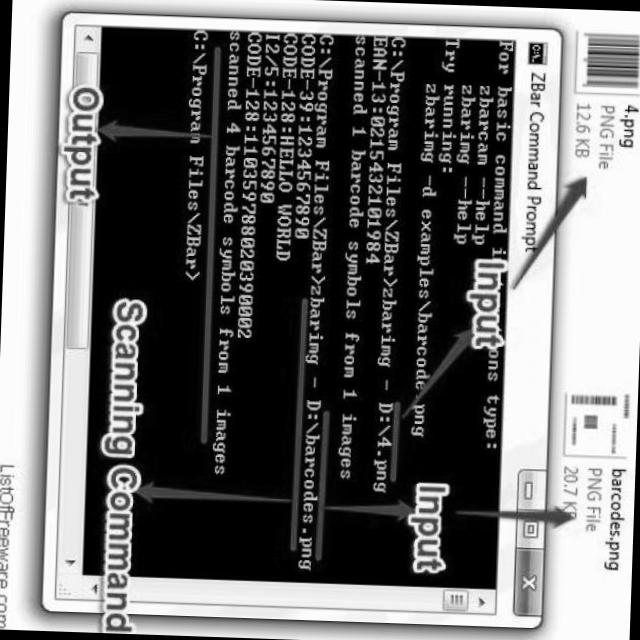 4.png
PNG File
12.6 KB
barcodes.png
PNG File
20.7 KB
ZBar Command Prompt
For basic command i ons type:
zbarcam --help
zbarimg --help
Try running:
zbarimg -d examples\barcode.png
C:\Program Files\ZBar>zbarimg - D:\4.png
EAN-13:0215432101984
scanned 1 barcode symbols from 1 images
C:\Program Files\ZBar>zbarimg - D:\barcodes.png
CODE-39:1234567890
CODE-128:HELLO WORLD
I2/5:1234567890
CODE-128:110359788020390002
scanned 4 barcode symbols from 1 images
C:\Program Files\ZBar>
Input
Input
Output
Scanning Command
ListOfFreeware.com